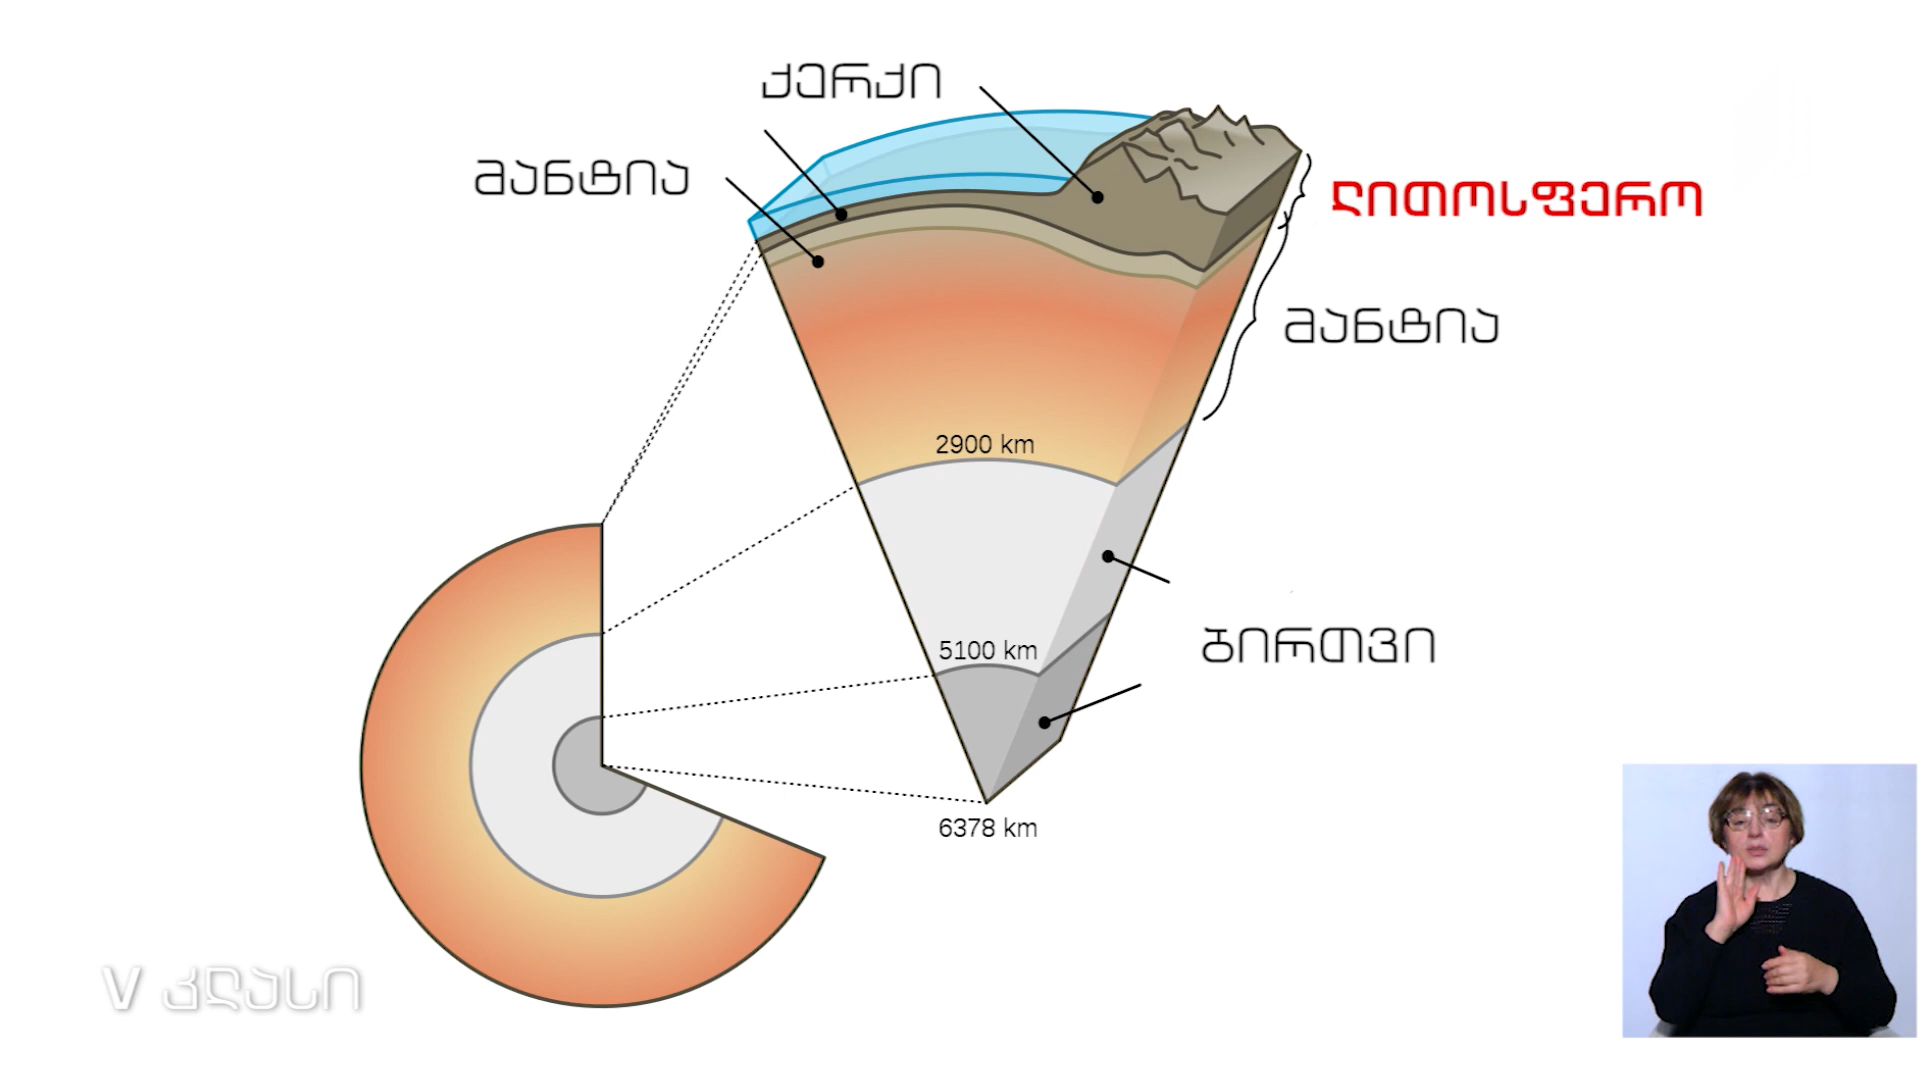 ქერქი
მანტია
ლითოსფერო
მანტია
2900 km
5100 km
ბირთვი
6378 km
V კლასი